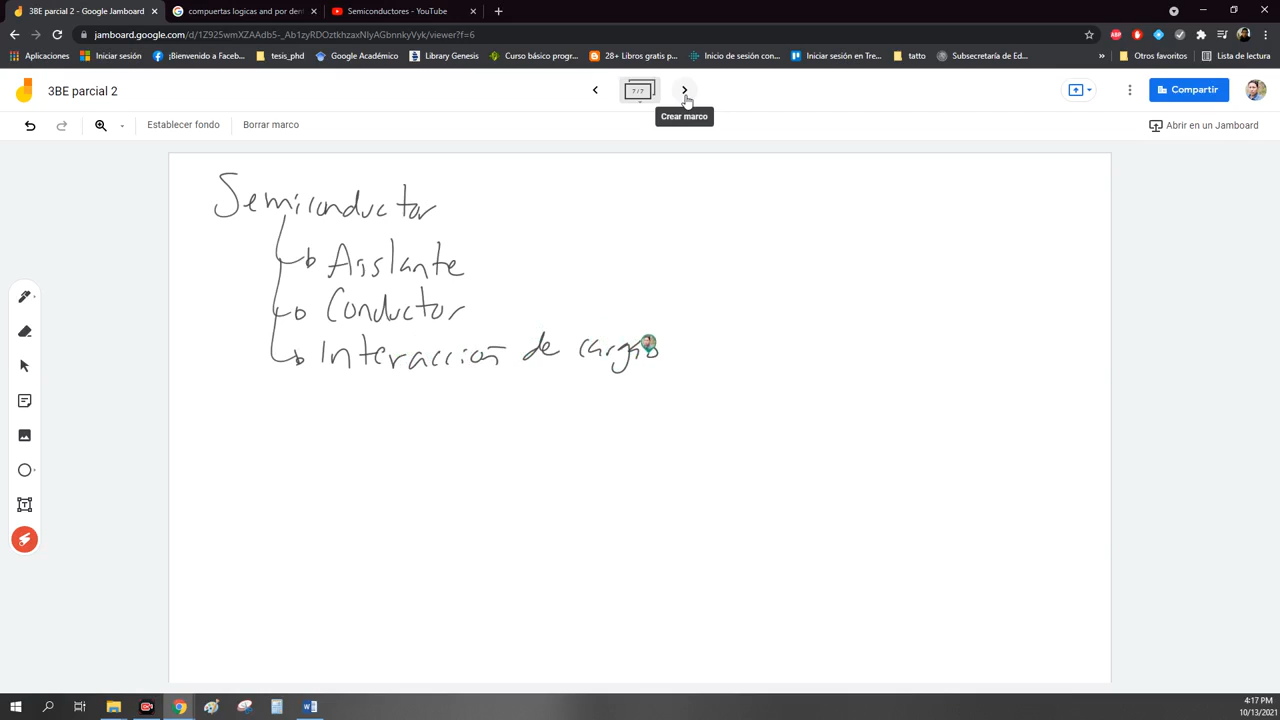 3BE parcial 2 - Google Jamboard
compuertas logicas and por den
Semiconductores - YouTube
jamboard.google.com/d/1Z925wmXZAAdb5-_Ab1zyRDOztkhzaxNIyAGbnnkyVyk/viewer?f=6
Aplicaciones
Iniciar sesión
¡Bienvenido a Faceb...
tesis_phd
Google Académico
Library Genesis
Curso básico progr...
28+ Libros gratis p...
Inicio de sesión con...
Iniciar sesión en Tre...
tatto
Subsecretaría de Ed...
»
Otros favoritos
Lista de lectura
3BE parcial 2
7 / 7
Compartir
Crear marco
Establecer fondo
Borrar marco
Abrir en un Jamboard
Semiconductor
Aislante
Conductor
Interacción de cargas
4:17 PM
10/13/2021